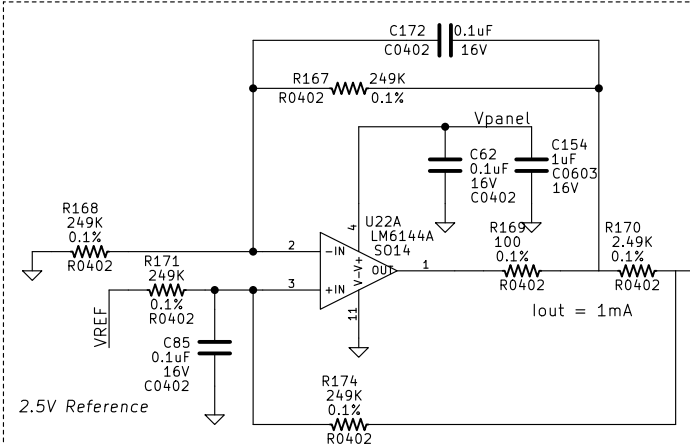 C172
0.1uF
C0402
16V
R167
249K
R0402
0.1%
Vpanel
C62
0.1uF
16V
C0402
C154
1uF
C0603
16V
R168
249K
0.1%
R0402
4
U22A
LM6144A
SO14
2
-IN
V+
OUT
1
3
+IN
V-
11
R169
100
0.1%
R0402
R170
2.49K
0.1%
R0402
R171
249K
0.1%
R0402
VREF
Iout = 1mA
C85
0.1uF
16V
C0402
2.5V Reference
R174
249K
0.1%
R0402